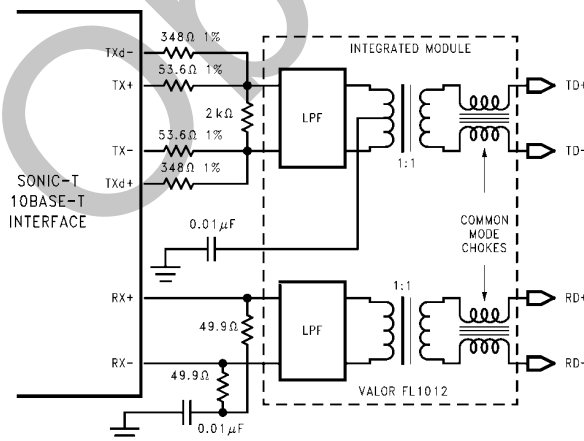 348Ω 1%
TXd-
53.6Ω 1%
TX+
2kΩ
53.6Ω 1%
TX-
348Ω 1%
TXd+
SONIC-T
10BASE-T
INTERFACE
0.01μF
INTEGRATED MODULE
LPF
1:1
TD+
TD-
COMMON
MODE
CHOKES
RX+
49.9Ω
RX-
49.9Ω
0.01μF
LPF
1:1
RD+
RD-
VALOR FL1012